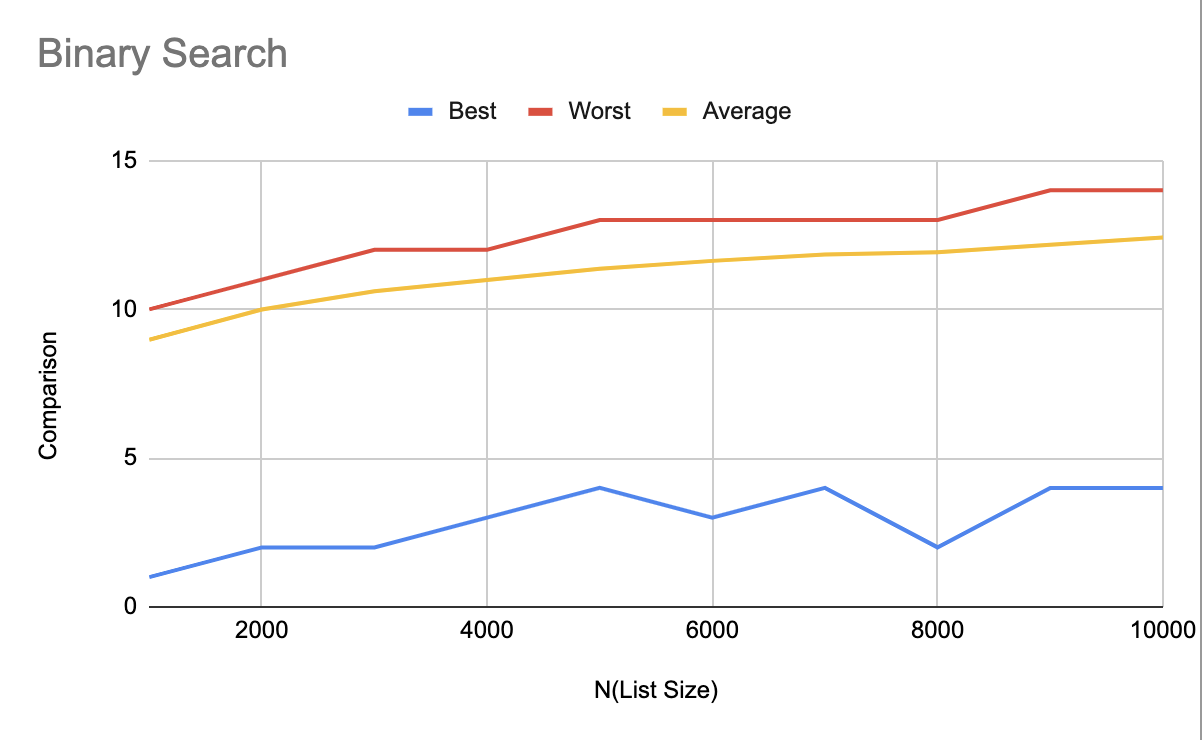 Binary Search
Best Worst Average
15
10
5
0
Comparison
2000 4000 6000 8000 10000
N(List Size)